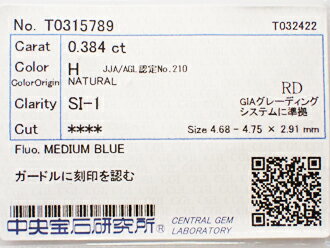 No. T0315789 T032422
Carat 0.384 ct
Color H JJA/AGL認定No.210
ColorOrigin NATURAL
RD
Clarity SI-1 GIAグレーディング
システムに準拠
Cut **** Size 4.68 - 4.75 × 2.91 mm
Fluo. MEDIUM BLUE
ガードルに刻印を認む
中央宝石研究所® CENTRAL GEM
LABORATORY